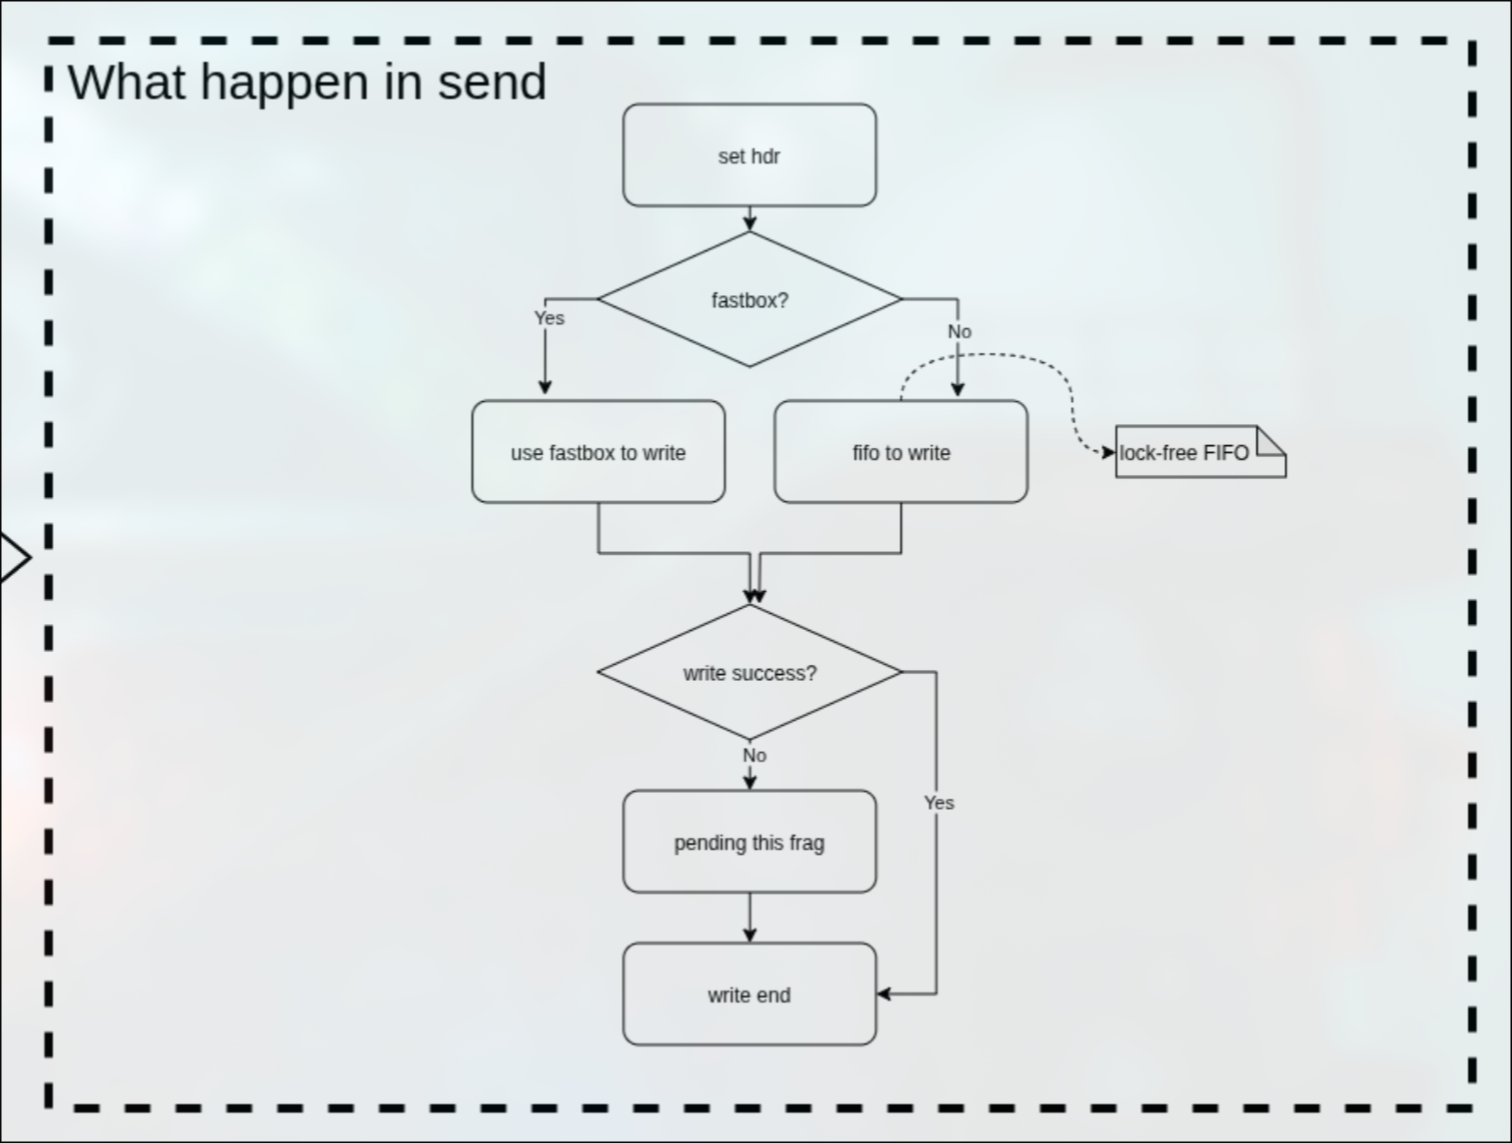 What happen in send
set hdr
fastbox?
Yes
No
use fastbox to write
fifo to write
lock-free FIFO
write success?
No
Yes
pending this frag
write end